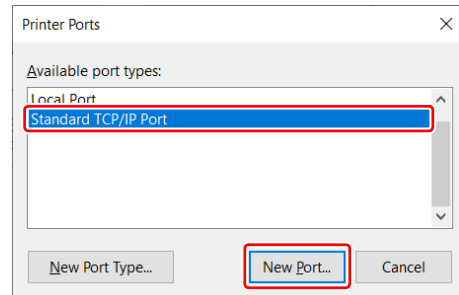 Printer Ports
Available port types:
Local Port
Standard TCP/IP Port
New Port Type... New Port... Cancel